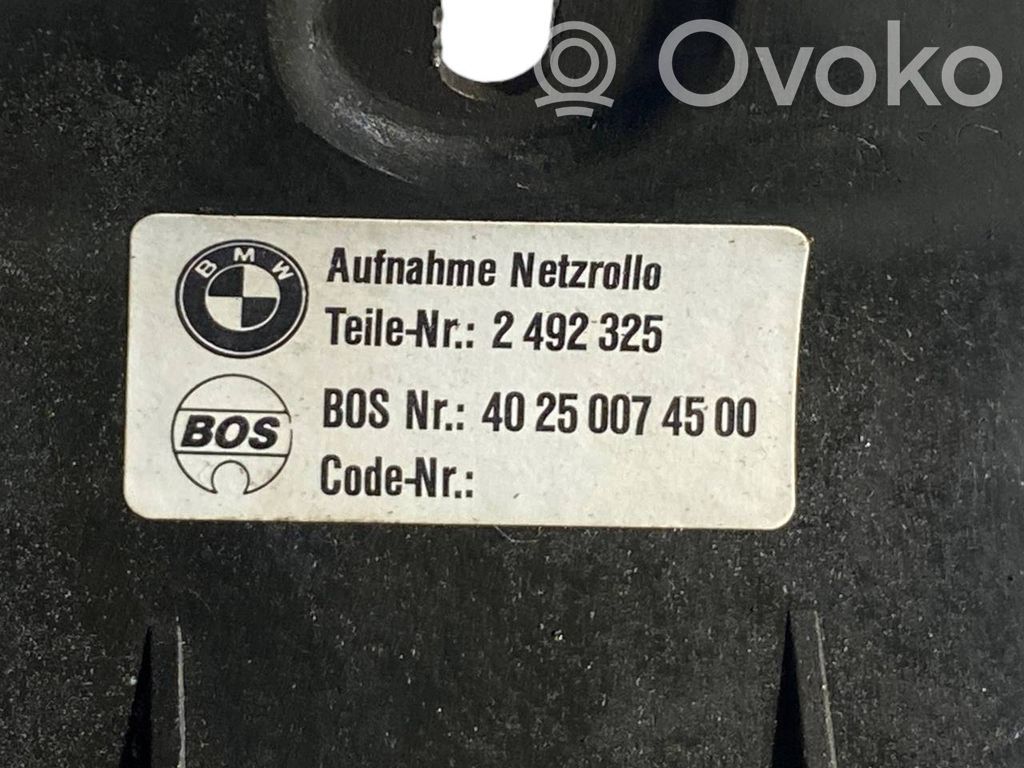 Ovoko
BMW
Aufnahme Netzrollo
Teile-Nr.: 2 492 325
BOS
BOS Nr.: 40 25 007 45 00
Code-Nr.: